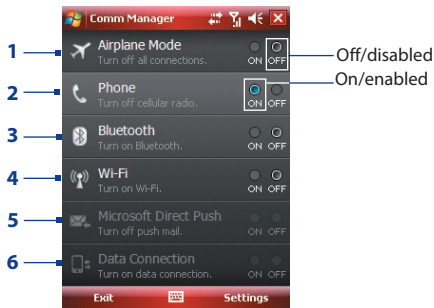 Comm Manager
1 Airplane Mode
Turn off all connections.
ON OFF
Off/disabled
On/enabled
2 Phone
Turn off cellular radio.
ON OFF
3 Bluetooth
Turn on Bluetooth.
ON OFF
4 Wi-Fi
Turn on Wi-Fi.
ON OFF
5 Microsoft Direct Push
Turn off push mail.
ON OFF
6 Data Connection
Turn on data connection.
ON OFF
Exit Settings